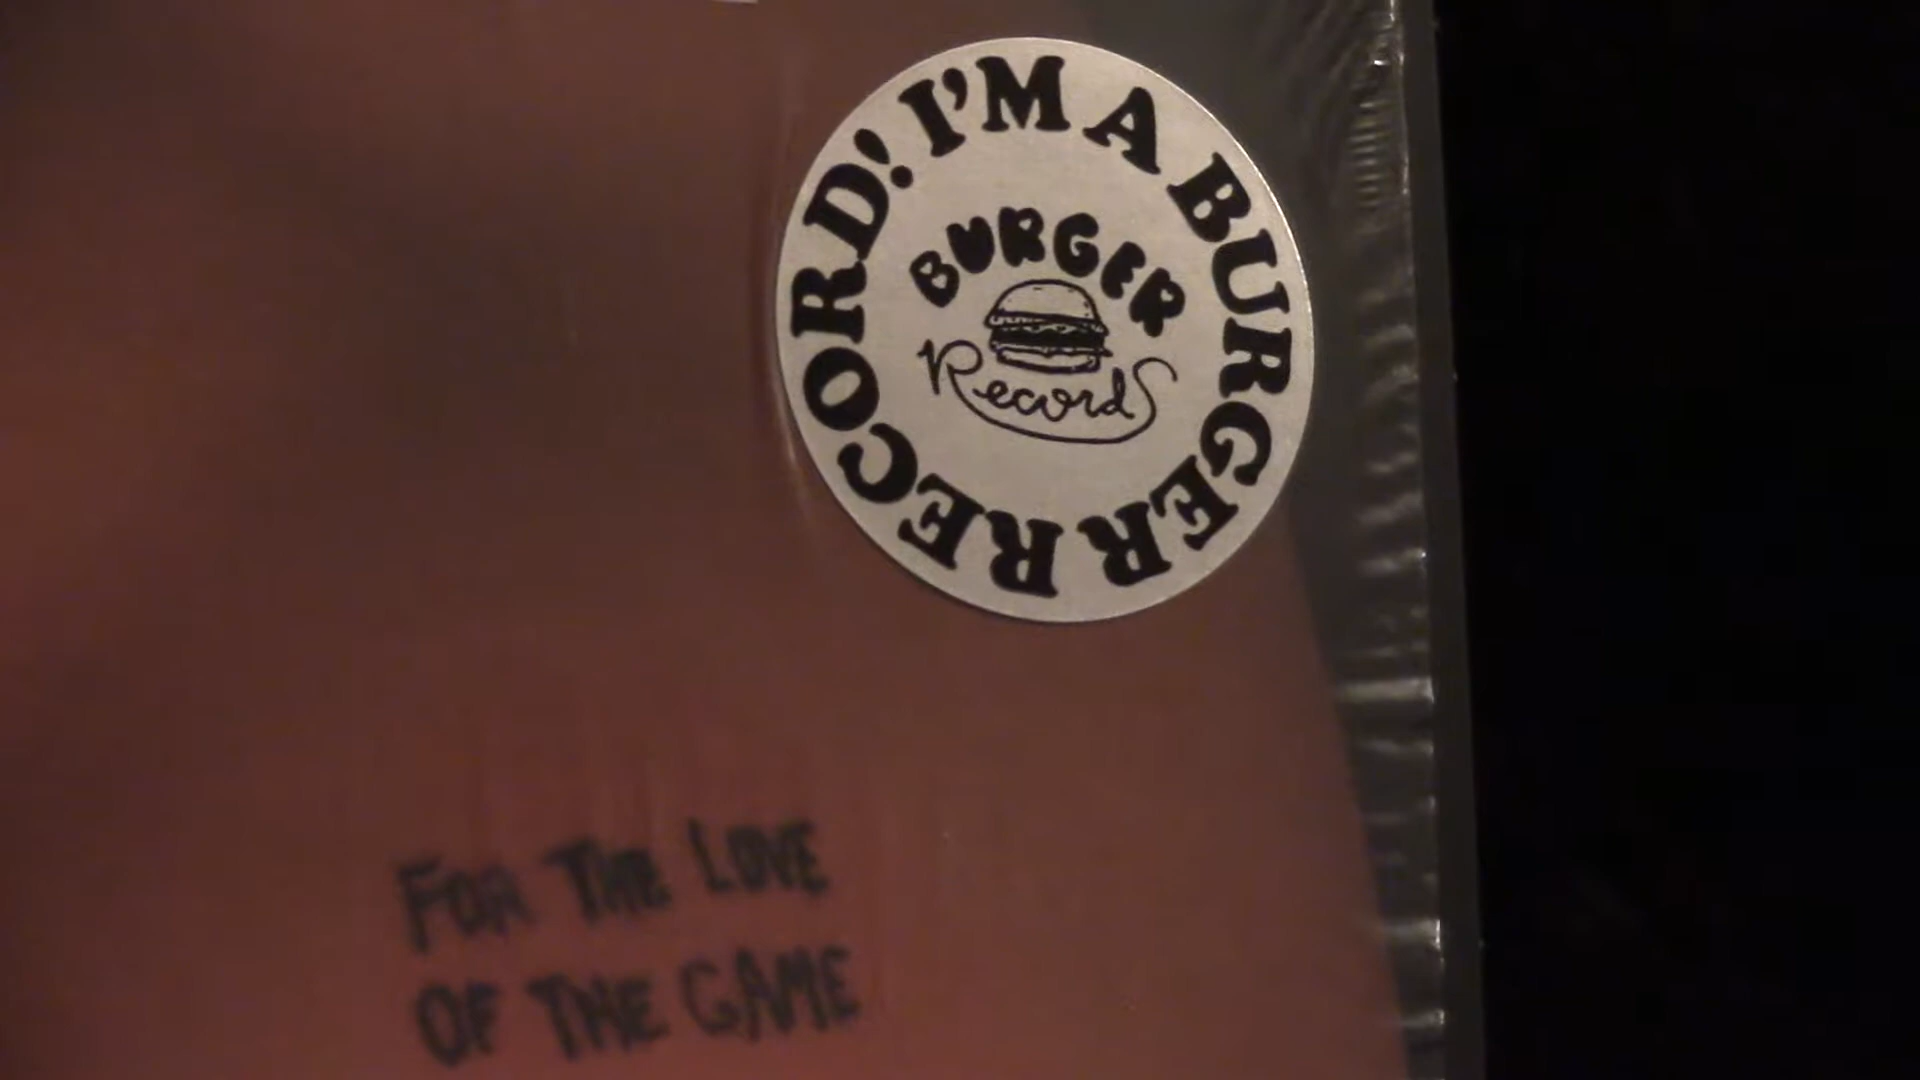 I'M A BURGER RECORD!
BURGER
Records
FOR THE LOVE
OF THE GAME